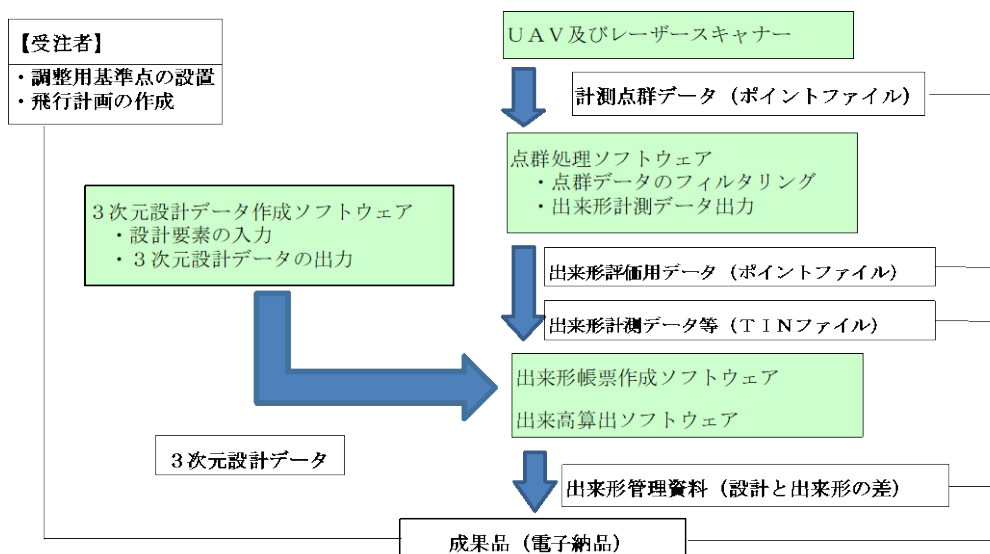 【受注者】
・調整用基準点の設置
・飛行計画の作成
ＵＡＶ及びレーザースキャナー
計測点群データ（ポイントファイル）
点群処理ソフトウェア
・点群データのフィルタリング
・出来形計測データ出力
３次元設計データ作成ソフトウェア
・設計要素の入力
・３次元設計データの出力
出来形評価用データ（ポイントファイル）
出来形計測データ等（ＴＩＮファイル）
出来形帳票作成ソフトウェア
出来高算出ソフトウェア
３次元設計データ
出来形管理資料（設計と出来形の差）
成果品（電子納品）